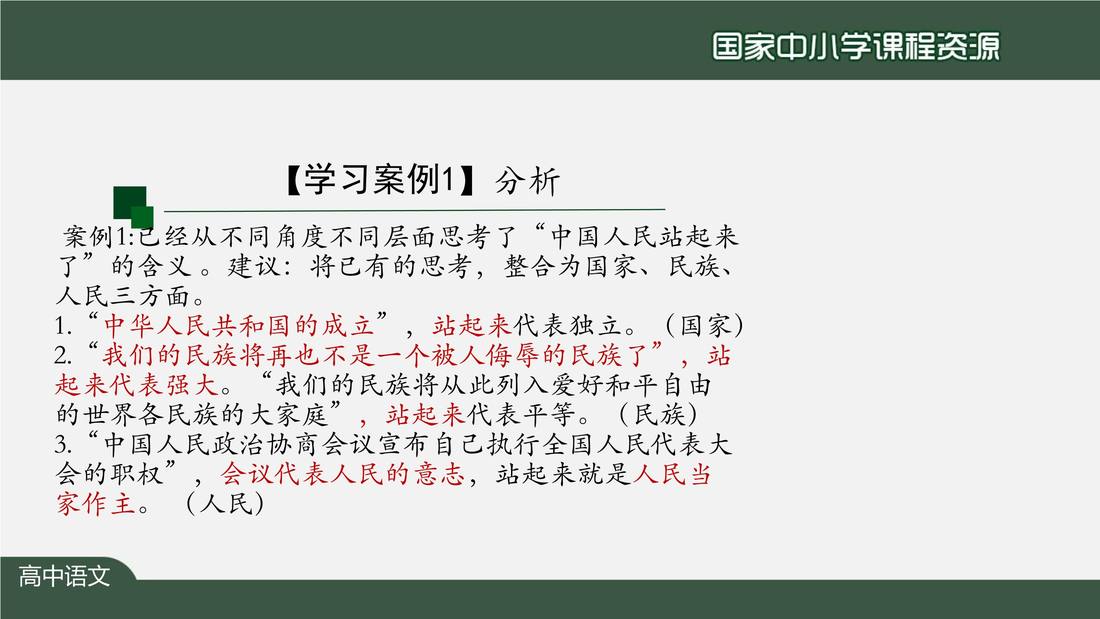 国家中小学课程资源
【学习案例1】分析
案例1:已经从不同角度不同层面思考了“中国人民站起来
了”的含义。建议：将已有的思考，整合为国家、民族、
人民三方面。
1.“中华人民共和国的成立”，站起来代表独立。（国家）
2.“我们的民族将再也不是一个被人侮辱的民族了”，站
起来代表强大。“我们的民族将从此列入爱好和平自由
的世界各民族的大家庭”，站起来代表平等。（民族）
3.“中国人民政治协商会议宣布自己执行全国人民代表大
会的职权”，会议代表人民的意志，站起来就是人民当
家作主。（人民）
高中语文